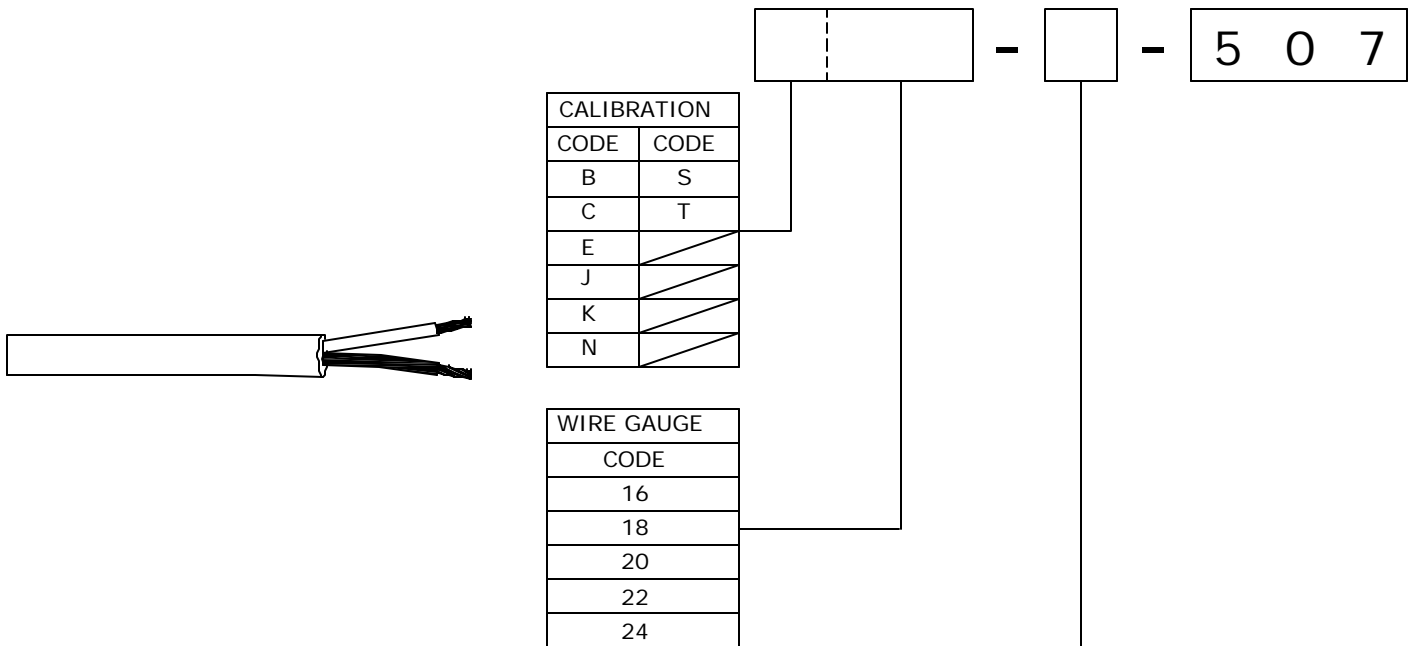 - - 5 0 7
CALIBRATION
CODE CODE
B S
C T
E
J
K
N
WIRE GAUGE
CODE
16
18
20
22
24